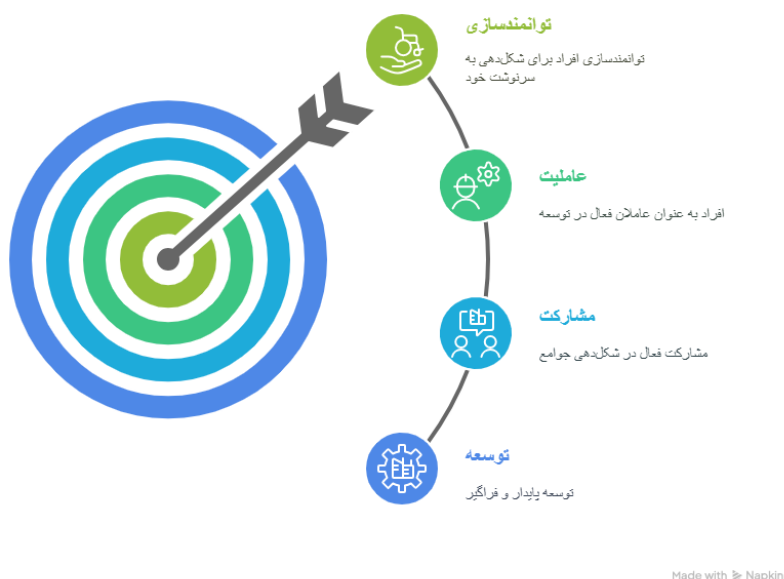 توانمندسازی
توانمندسازی افراد برای شکل‌دهی به
سرنوشت خود
عاملیت
افراد به عنوان عاملان فعال در توسعه
مشارکت
مشارکت فعال در شکل‌دهی جوامع
توسعه
توسعه پایدار و فراگیر
Made with Napkin